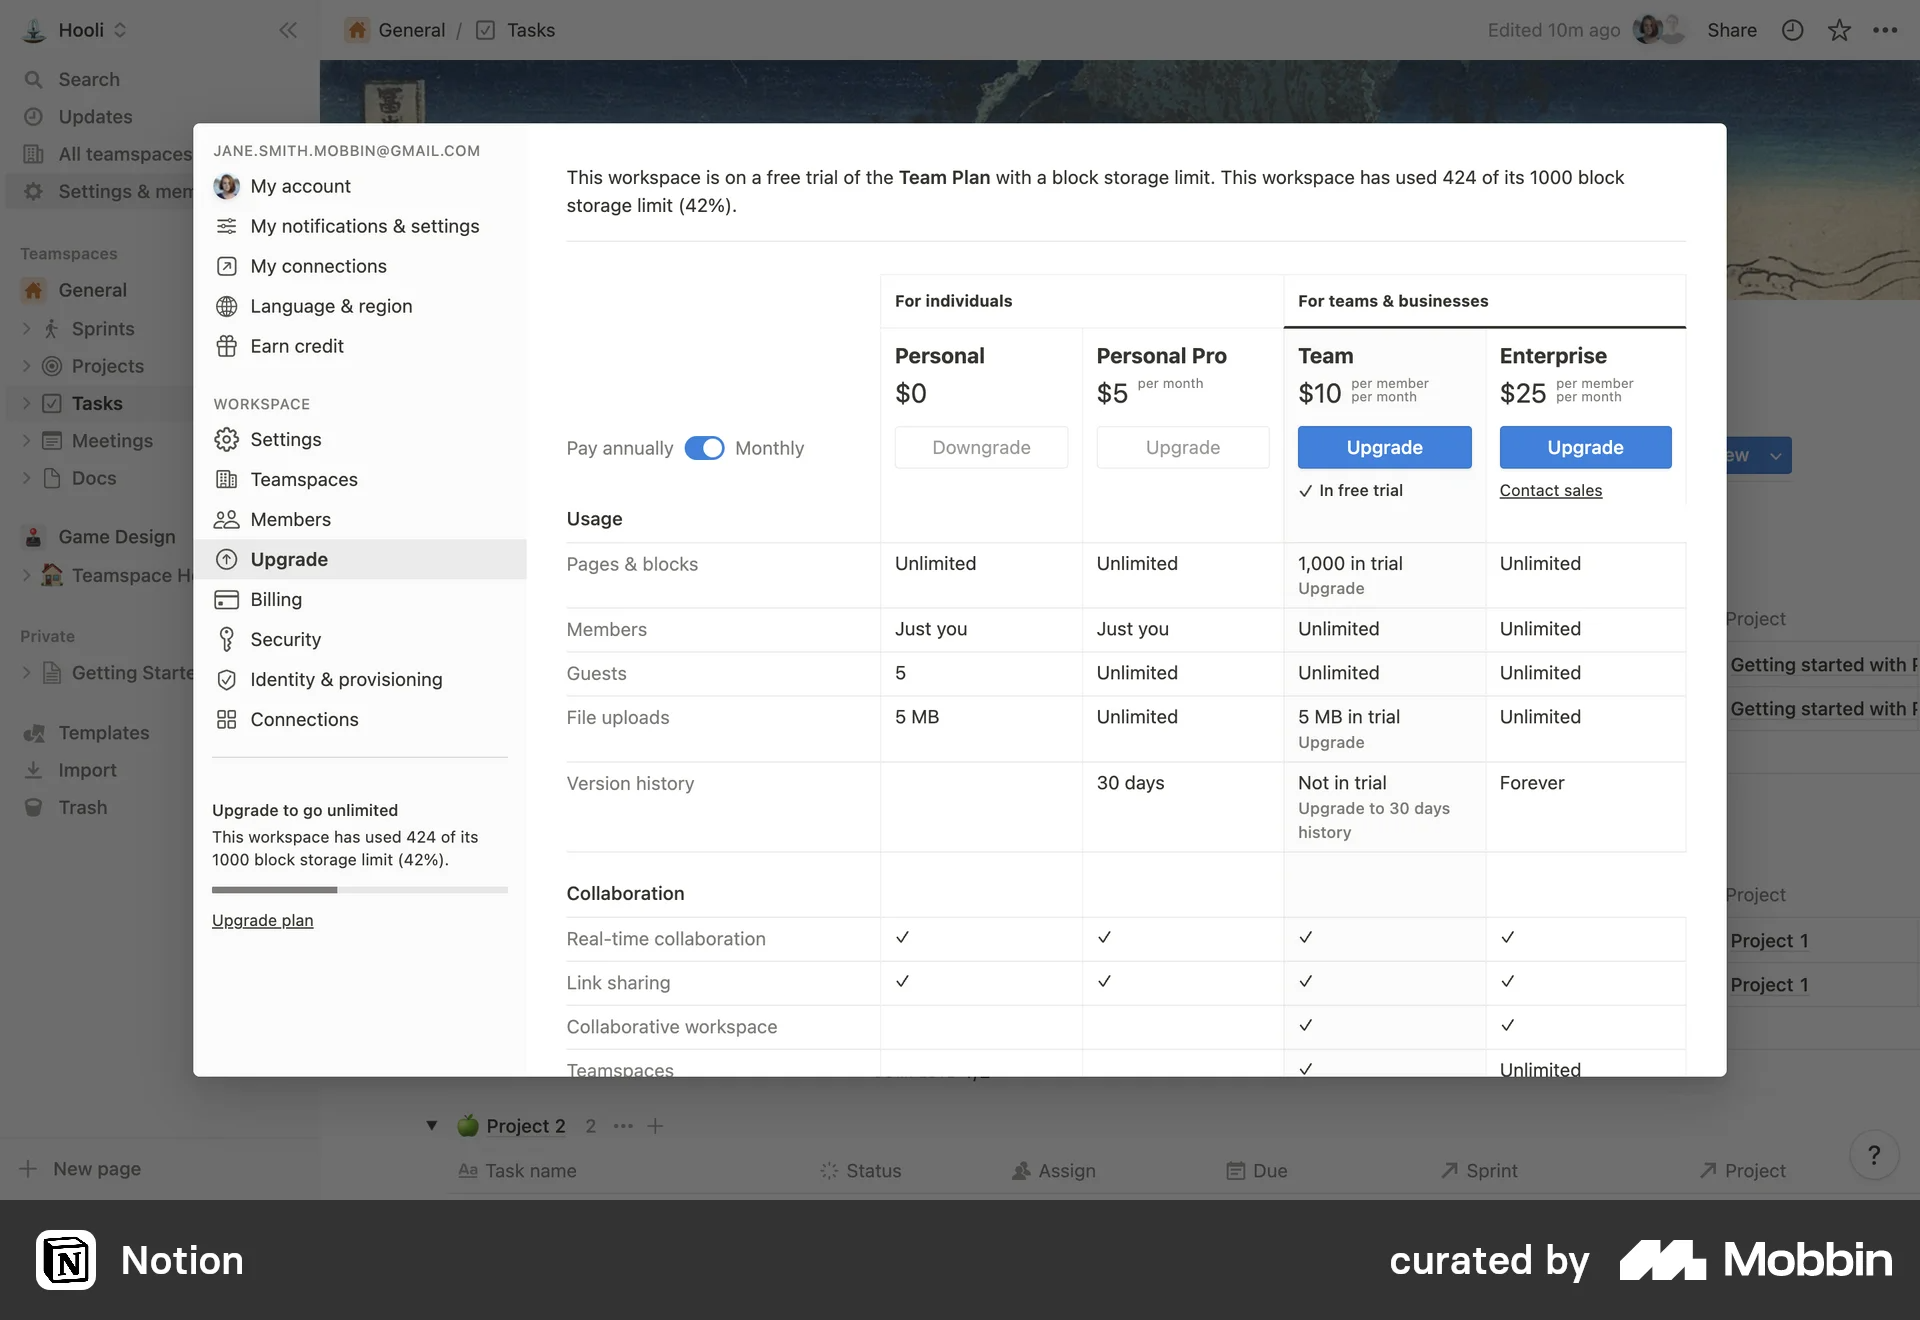 Hooli
General / Tasks
Edited 10m ago
Share
Search
Updates
All teamspaces
Settings & mem
Teamspaces
General
Sprints
Projects
Tasks
Meetings
Docs
Game Design
Teamspace H
Private
Getting Starte
Templates
Import
Trash
New page
JANE.SMITH.MOBBIN@GMAIL.COM
My account
My notifications & settings
My connections
Language & region
Earn credit
WORKSPACE
Settings
Teamspaces
Members
Upgrade
Billing
Security
Identity & provisioning
Connections
Upgrade to go unlimited
This workspace has used 424 of its
1000 block storage limit (42%).
Upgrade plan
This workspace is on a free trial of the Team Plan with a block storage limit. This workspace has used 424 of its 1000 block
storage limit (42%).
For individuals
For teams & businesses
Personal
$0
Personal Pro
$5 per month
Team
$10 per member
per month
Enterprise
$25 per member
per month
Pay annually
Monthly
Downgrade
Upgrade
Upgrade
Upgrade
✓ In free trial
Contact sales
Usage
Pages & blocks Unlimited Unlimited 1,000 in trial Unlimited
Upgrade
Members Just you Just you Unlimited Unlimited
Guests 5 Unlimited Unlimited Unlimited
File uploads 5 MB Unlimited 5 MB in trial Unlimited
Upgrade
Version history 30 days Not in trial Forever
Upgrade to 30 days
history
Collaboration
Real-time collaboration ✓ ✓ ✓ ✓
Link sharing ✓ ✓ ✓ ✓
Collaborative workspace ✓ ✓
Teamspaces ✓ Unlimited
ew
Project
Getting started with
Getting started with
Project
Project 1
Project 1
Project 2 2
Aa Task name Status Assign Due Sprint Project
?
Notion
curated by Mobbin